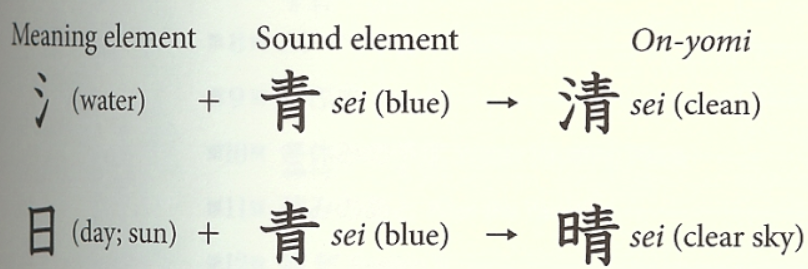 Meaning element Sound element On-yomi
氵 (water) + 青 sei (blue) → 清 sei (clean)
日 (day; sun) + 青 sei (blue) → 晴 sei (clear sky)